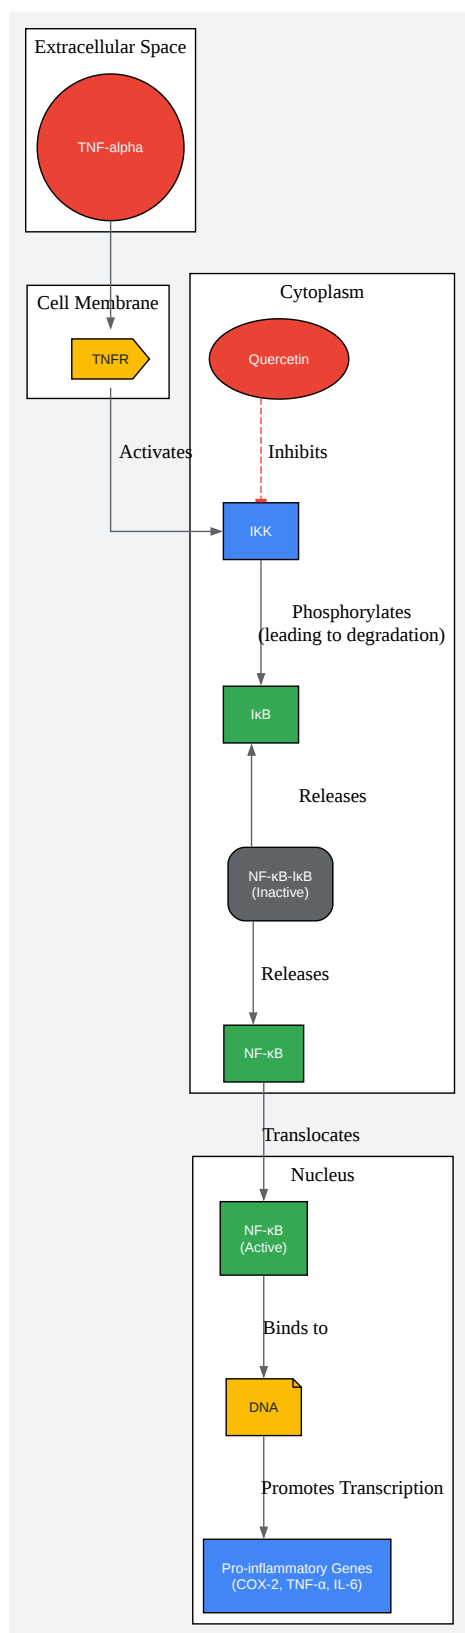 Extracellular Space
TNF-alpha
Cell Membrane
TNFR
Cytoplasm
Quercetin
Activates
Inhibits
IKK
Phosphorylates
(leading to degradation)
IκB
Releases
NF-κB-IκB
(Inactive)
Releases
NF-κB
Translocates
Nucleus
NF-κB
(Active)
Binds to
DNA
Promotes Transcription
Pro-inflammatory Genes
(COX-2, TNF-α, IL-6)